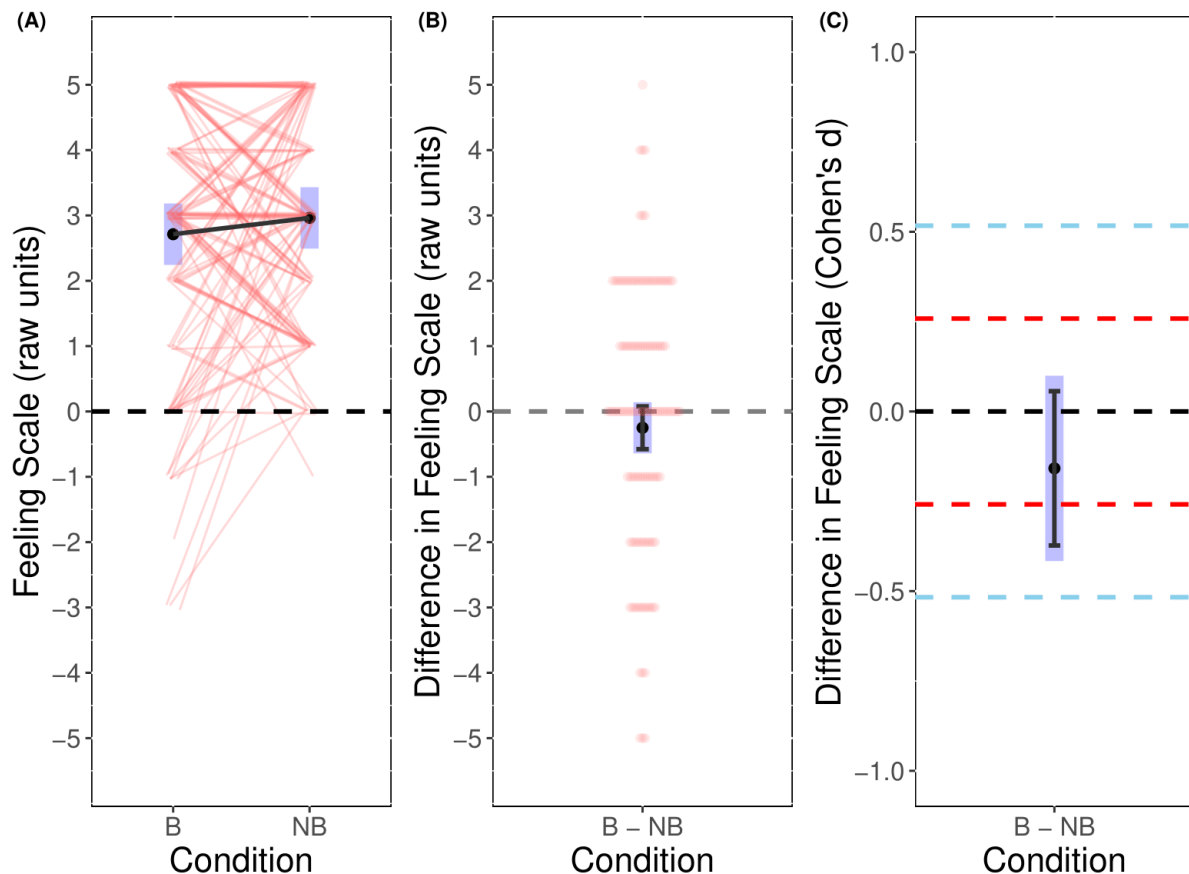 (A)
Feeling Scale (raw units)
5
4
3
2
1
0
−1
−2
−3
−4
−5
B
NB
Condition
(B)
Difference in Feeling Scale (raw units)
5
4
3
2
1
0
−1
−2
−3
−4
−5
B − NB
Condition
(C)
Difference in Feeling Scale (Cohen's d)
1.0
0.5
0.0
−0.5
−1.0
B − NB
Condition